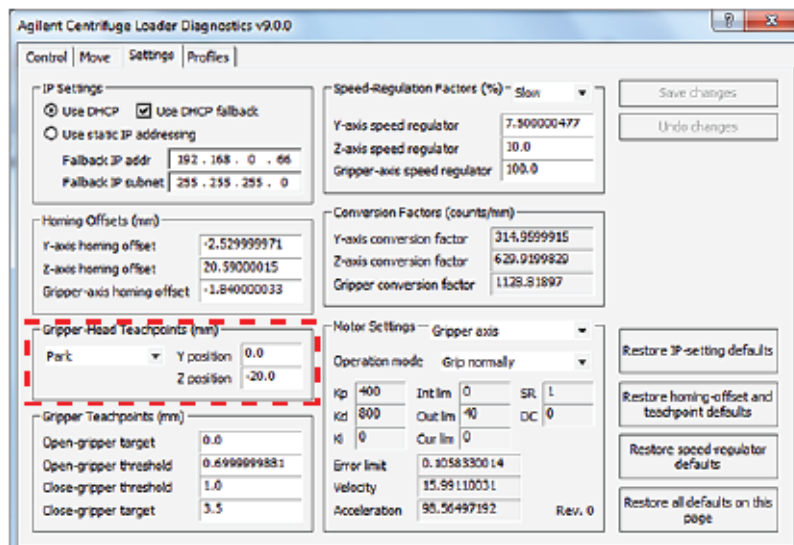 Agilent Centrifuge Loader Diagnostics v9.0.0
Control Move Settings Profiles
IP Settings
Use DHCP Use DHCP fallback
Use static IP addressing
Fallback IP addr 192 . 168 . 0 . 66
Fallback IP subnet 255 . 255 . 255 . 0
Homing Offsets (mm)
Y-axis homing offset -2.529999971
Z-axis homing offset 20.59000015
Gripper-axis homing offset -1.840000033
Gripper-Head Teachpoints (mm)
Park Y position 0.0
Z position -20.0
Gripper Teachpoints (mm)
Open-gripper target 0.0
Open-gripper threshold 0.6999999881
Close-gripper threshold 1.0
Close-gripper target 3.5
Speed-Regulation Factors (%) Slow
Y-axis speed regulator 7.500000477
Z-axis speed regulator 10.0
Gripper-axis speed regulator 100.0
Conversion Factors (counts/mm)
Y-axis conversion factor 314.9599915
Z-axis conversion factor 629.9199829
Gripper conversion factor 1128.81897
Motor Settings Gripper axis
Operation mode Grip normally
Kp 400 Int lim 0 SR 1
Kd 800 Out lim 40 DC 0
Ki 0 Cur lim 0
Error limit 0.1058330014
Velocity 15.99110031
Acceleration 98.56497192 Rev. 0
Save changes
Undo changes
Restore IP-setting defaults
Restore homing-offset and
teachpoint defaults
Restore speed-regulator
defaults
Restore all defaults on this
page